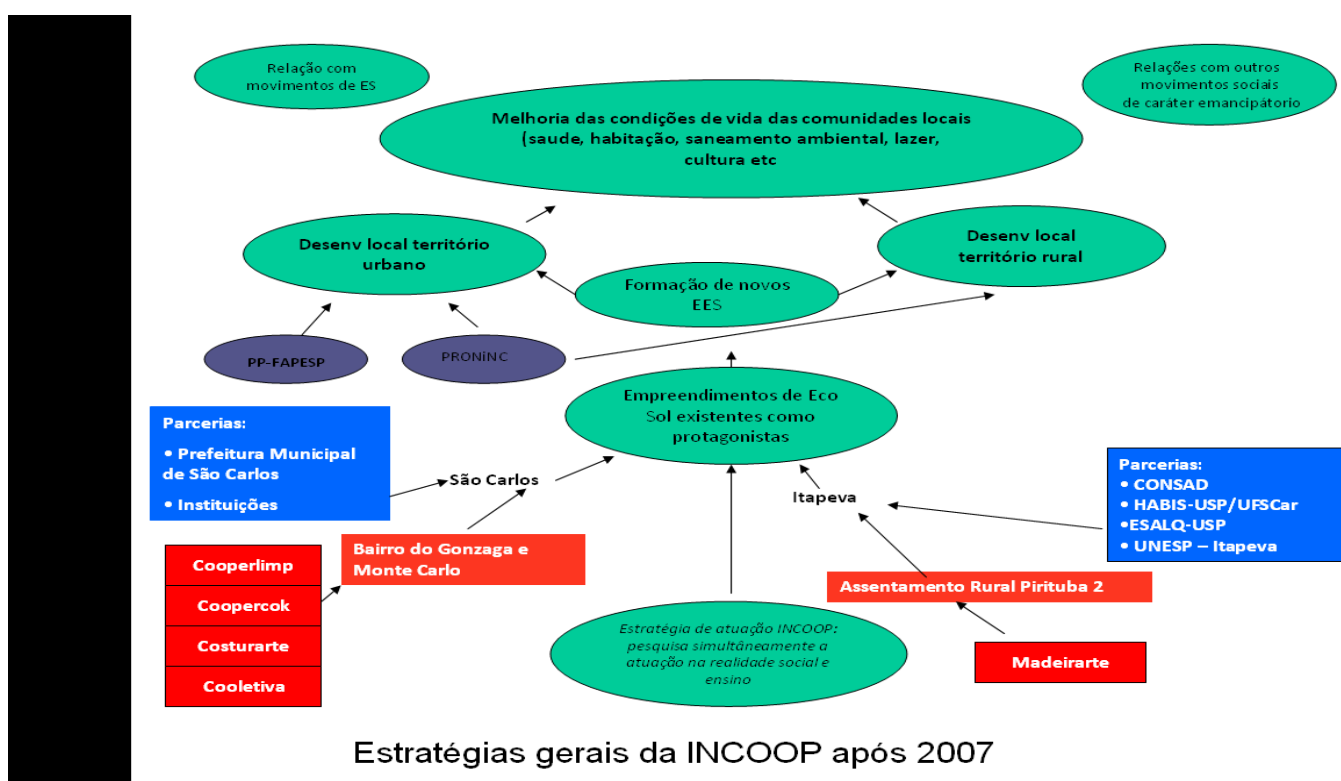 Relação com
movimentos de ES
Relações com outros
movimentos sociais
de caráter emancipátorio
Melhoria das condições de vida das comunidades locais
(saude, habitação, saneamento ambiental, lazer,
cultura etc
Desenv local território
urbano
Desenv local
território rural
Formação de novos
EES
PP-FAPESP
PRONiNC
Empreendimentos de Eco
Sol existentes como
protagonistas
Parcerias:
• Prefeitura Municipal
de São Carlos
• Instituições
São Carlos
Itapeva
Parcerias:
• CONSAD
• HABIS-USP/UFSCar
•ESALQ-USP
• UNESP – Itapeva
Bairro do Gonzaga e
Monte Carlo
Cooperlimp
Coopercok
Costurarte
Cooletiva
Assentamento Rural Pirituba 2
Madeirarte
Estratégia de atuação INCOOP:
pesquisa simultâneamente a
atuação na realidade social e
ensino
Estratégias gerais da INCOOP após 2007